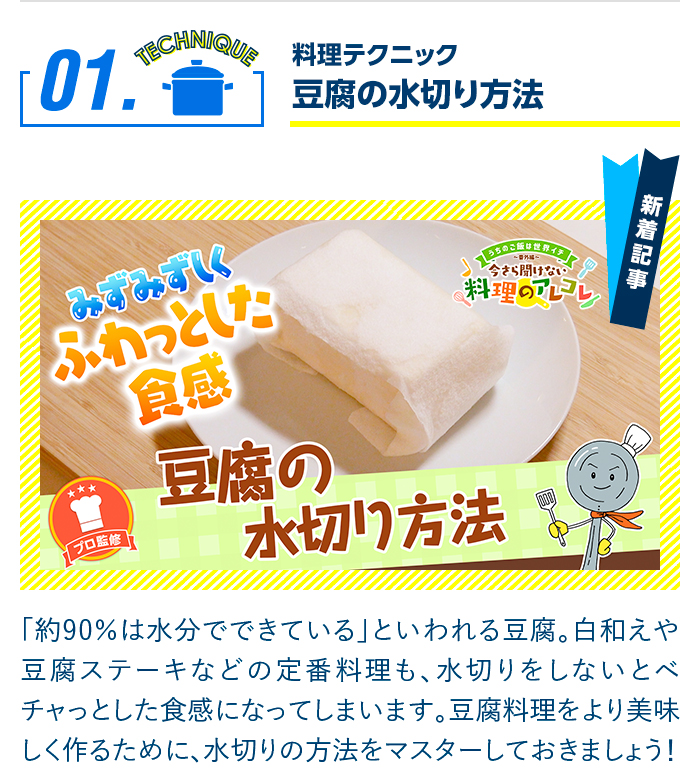 01.
TECHNIQUE
料理テクニック
豆腐の水切り方法
新着記事
うちのご飯は世界イチ
～番外編～
今さら聞けない
料理のアレコレ
みずみずしく
ふわっとした
食感
豆腐の
水切り方法
プロ監修
「約90%は水分でできている」といわれる豆腐。白和えや
豆腐ステーキなどの定番料理も、水切りをしないとベ
チャっとした食感になってしまいます。豆腐料理をより美味
しく作るために、水切りの方法をマスターしておきましょう！